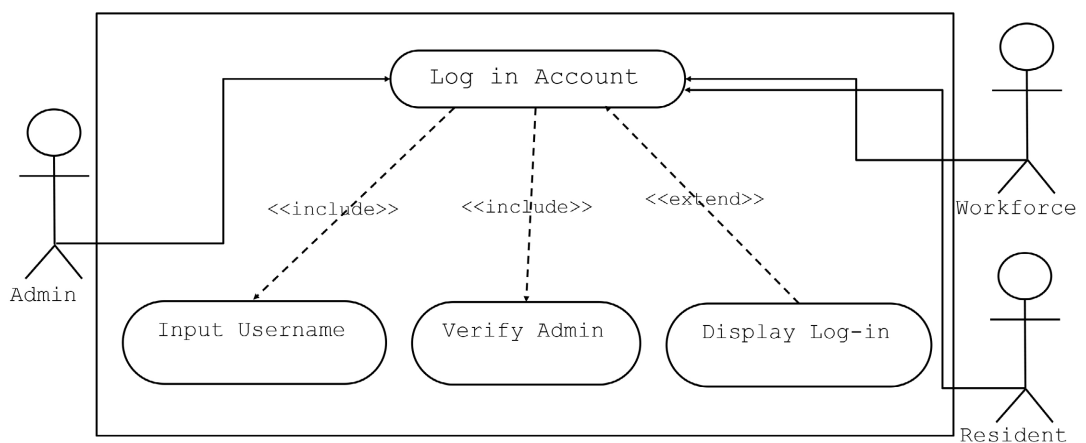 Log in Account
<<include>>
<<include>>
<<extend>>
Workforce
Admin
Input Username
Verify Admin
Display Log-in
Resident